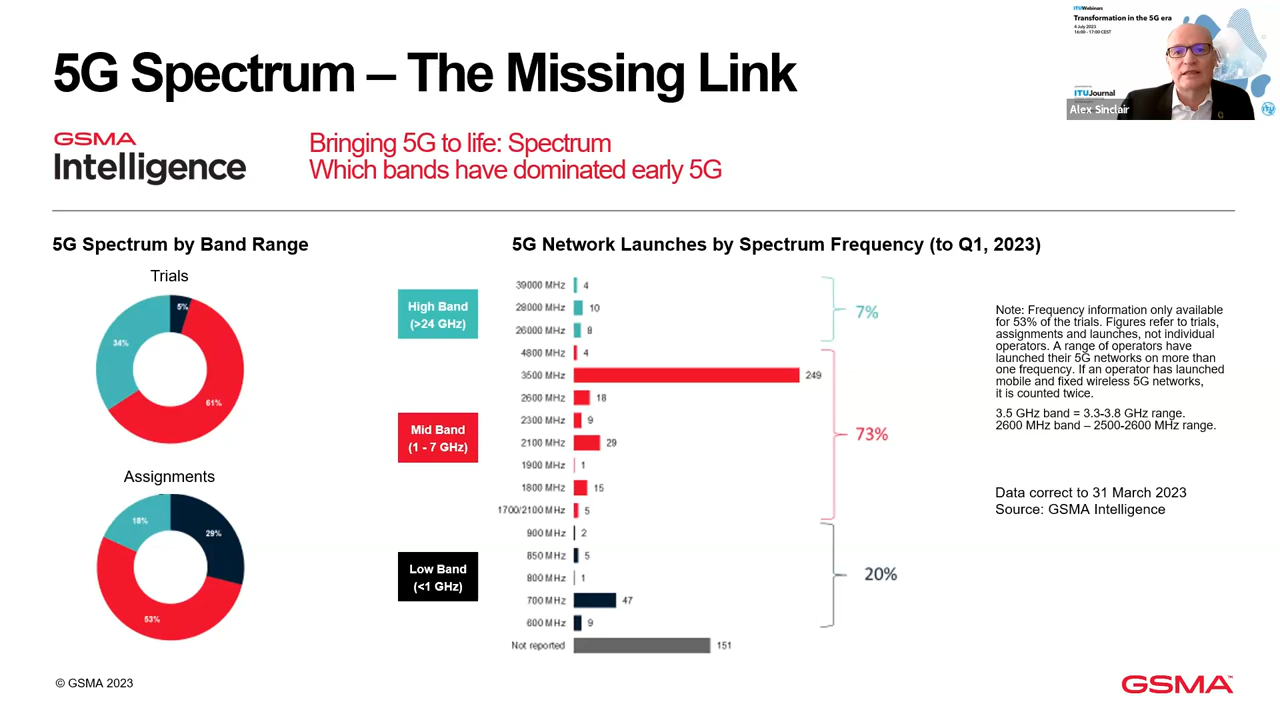 ITUWebinars
Transformation in the 5G era
4 July 2023
16:00 - 17:00 CEST
ITUJournal
Alex Sinclair
5G Spectrum – The Missing Link
GSMA
Intelligence
Bringing 5G to life: Spectrum
Which bands have dominated early 5G
5G Spectrum by Band Range
Trials
5%
34%
61%
Assignments
18%
29%
53%
High Band
(>24 GHz)
Mid Band
(1 - 7 GHz)
Low Band
(<1 GHz)
5G Network Launches by Spectrum Frequency (to Q1, 2023)
39000 MHz 4
28000 MHz 10
26000 MHz 8
4800 MHz 4
3500 MHz 249
2600 MHz 18
2300 MHz 9
2100 MHz 29
1900 MHz 1
1800 MHz 15
1700/2100 MHz 5
900 MHz 2
850 MHz 5
800 MHz 1
700 MHz 47
600 MHz 9
Not reported 151
7%
73%
20%
Note: Frequency information only available
for 53% of the trials. Figures refer to trials,
assignments and launches, not individual
operators. A range of operators have
launched their 5G networks on more than
one frequency. If an operator has launched
mobile and fixed wireless 5G networks,
it is counted twice.
3.5 GHz band = 3.3-3.8 GHz range.
2600 MHz band – 2500-2600 MHz range.
Data correct to 31 March 2023
Source: GSMA Intelligence
© GSMA 2023
GSMA™